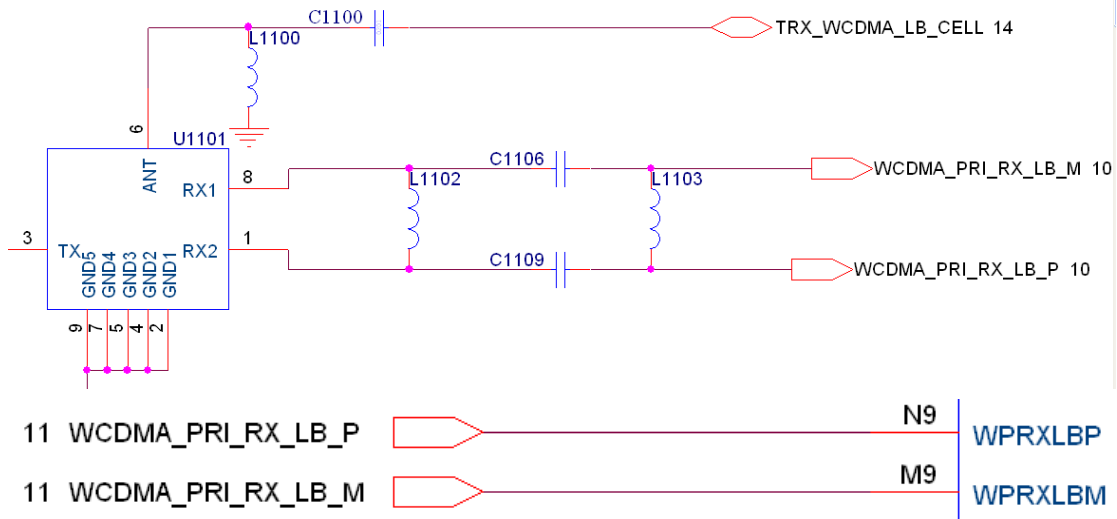 C1100
L1100
TRX_WCDMA_LB_CELL 14
6
U1101
ANT
C1106
8
RX1
L1102
L1103
WCDMA_PRI_RX_LB_M 10
3
TX
1
RX2
C1109
WCDMA_PRI_RX_LB_P 10
GND5
GND4
GND3
GND2
GND1
9
7
5
4
2
11 WCDMA_PRI_RX_LB_P
N9
WPRXLBP
11 WCDMA_PRI_RX_LB_M
M9
WPRXLBM